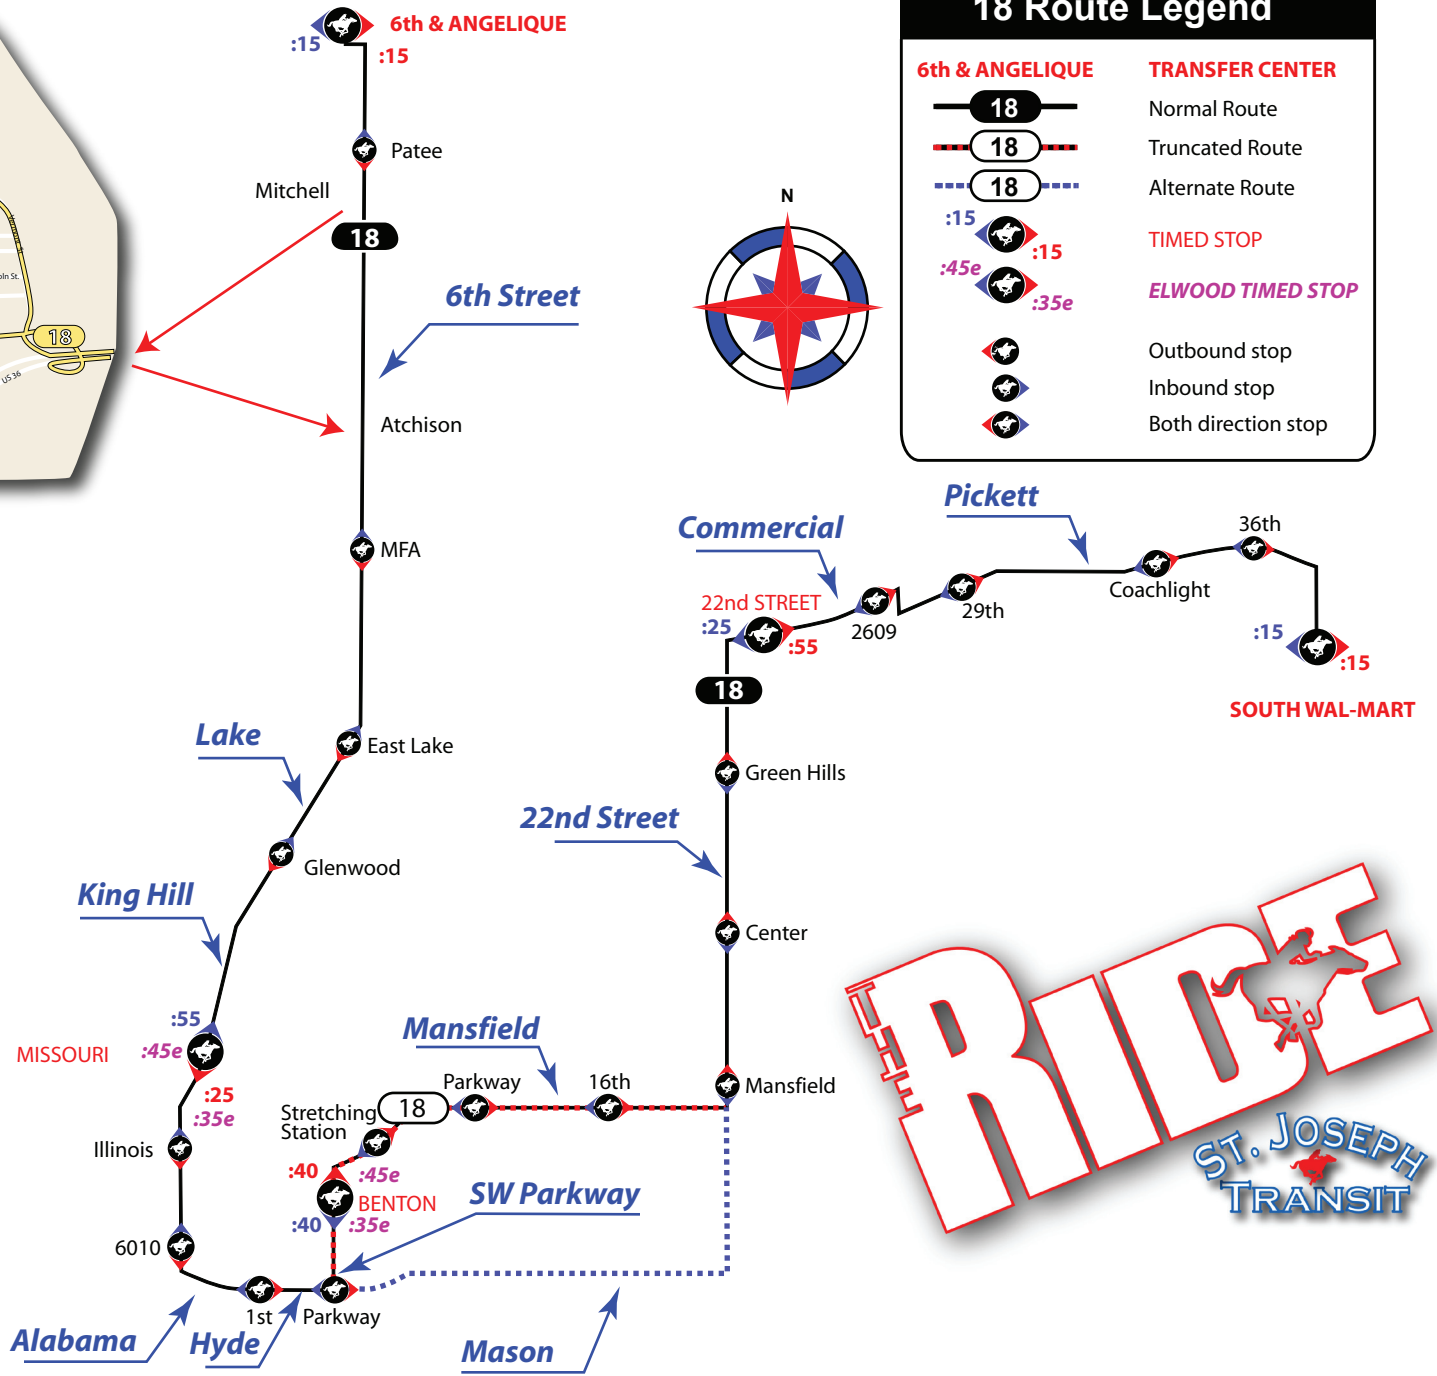 18 Route Legend
6th & ANGELIQUE TRANSFER CENTER
18 Normal Route
18 Truncated Route
18 Alternate Route
:15 :15 TIMED STOP
:45e :35e ELWOOD TIMED STOP
Outbound stop
Inbound stop
Both direction stop
:15
6th & ANGELIQUE
:15
Patee
Mitchell
18
N
6th Street
18
US 36
Atchison
MFA
East Lake
Lake
Glenwood
King Hill
:55
:45e
MISSOURI
:25
:35e
Illinois
6010
Alabama
1st
Hyde
Parkway
SW Parkway
Mason
:40
:45e
BENTON
:40
:35e
Stretching
Station
18
Parkway
Mansfield
16th
Mansfield
Center
22nd Street
Green Hills
18
22nd STREET
:25
:55
Commercial
2609
29th
Pickett
Coachlight
36th
:15
:15
SOUTH WAL-MART
THE
RIDE
ST. JOSEPH
TRANSIT